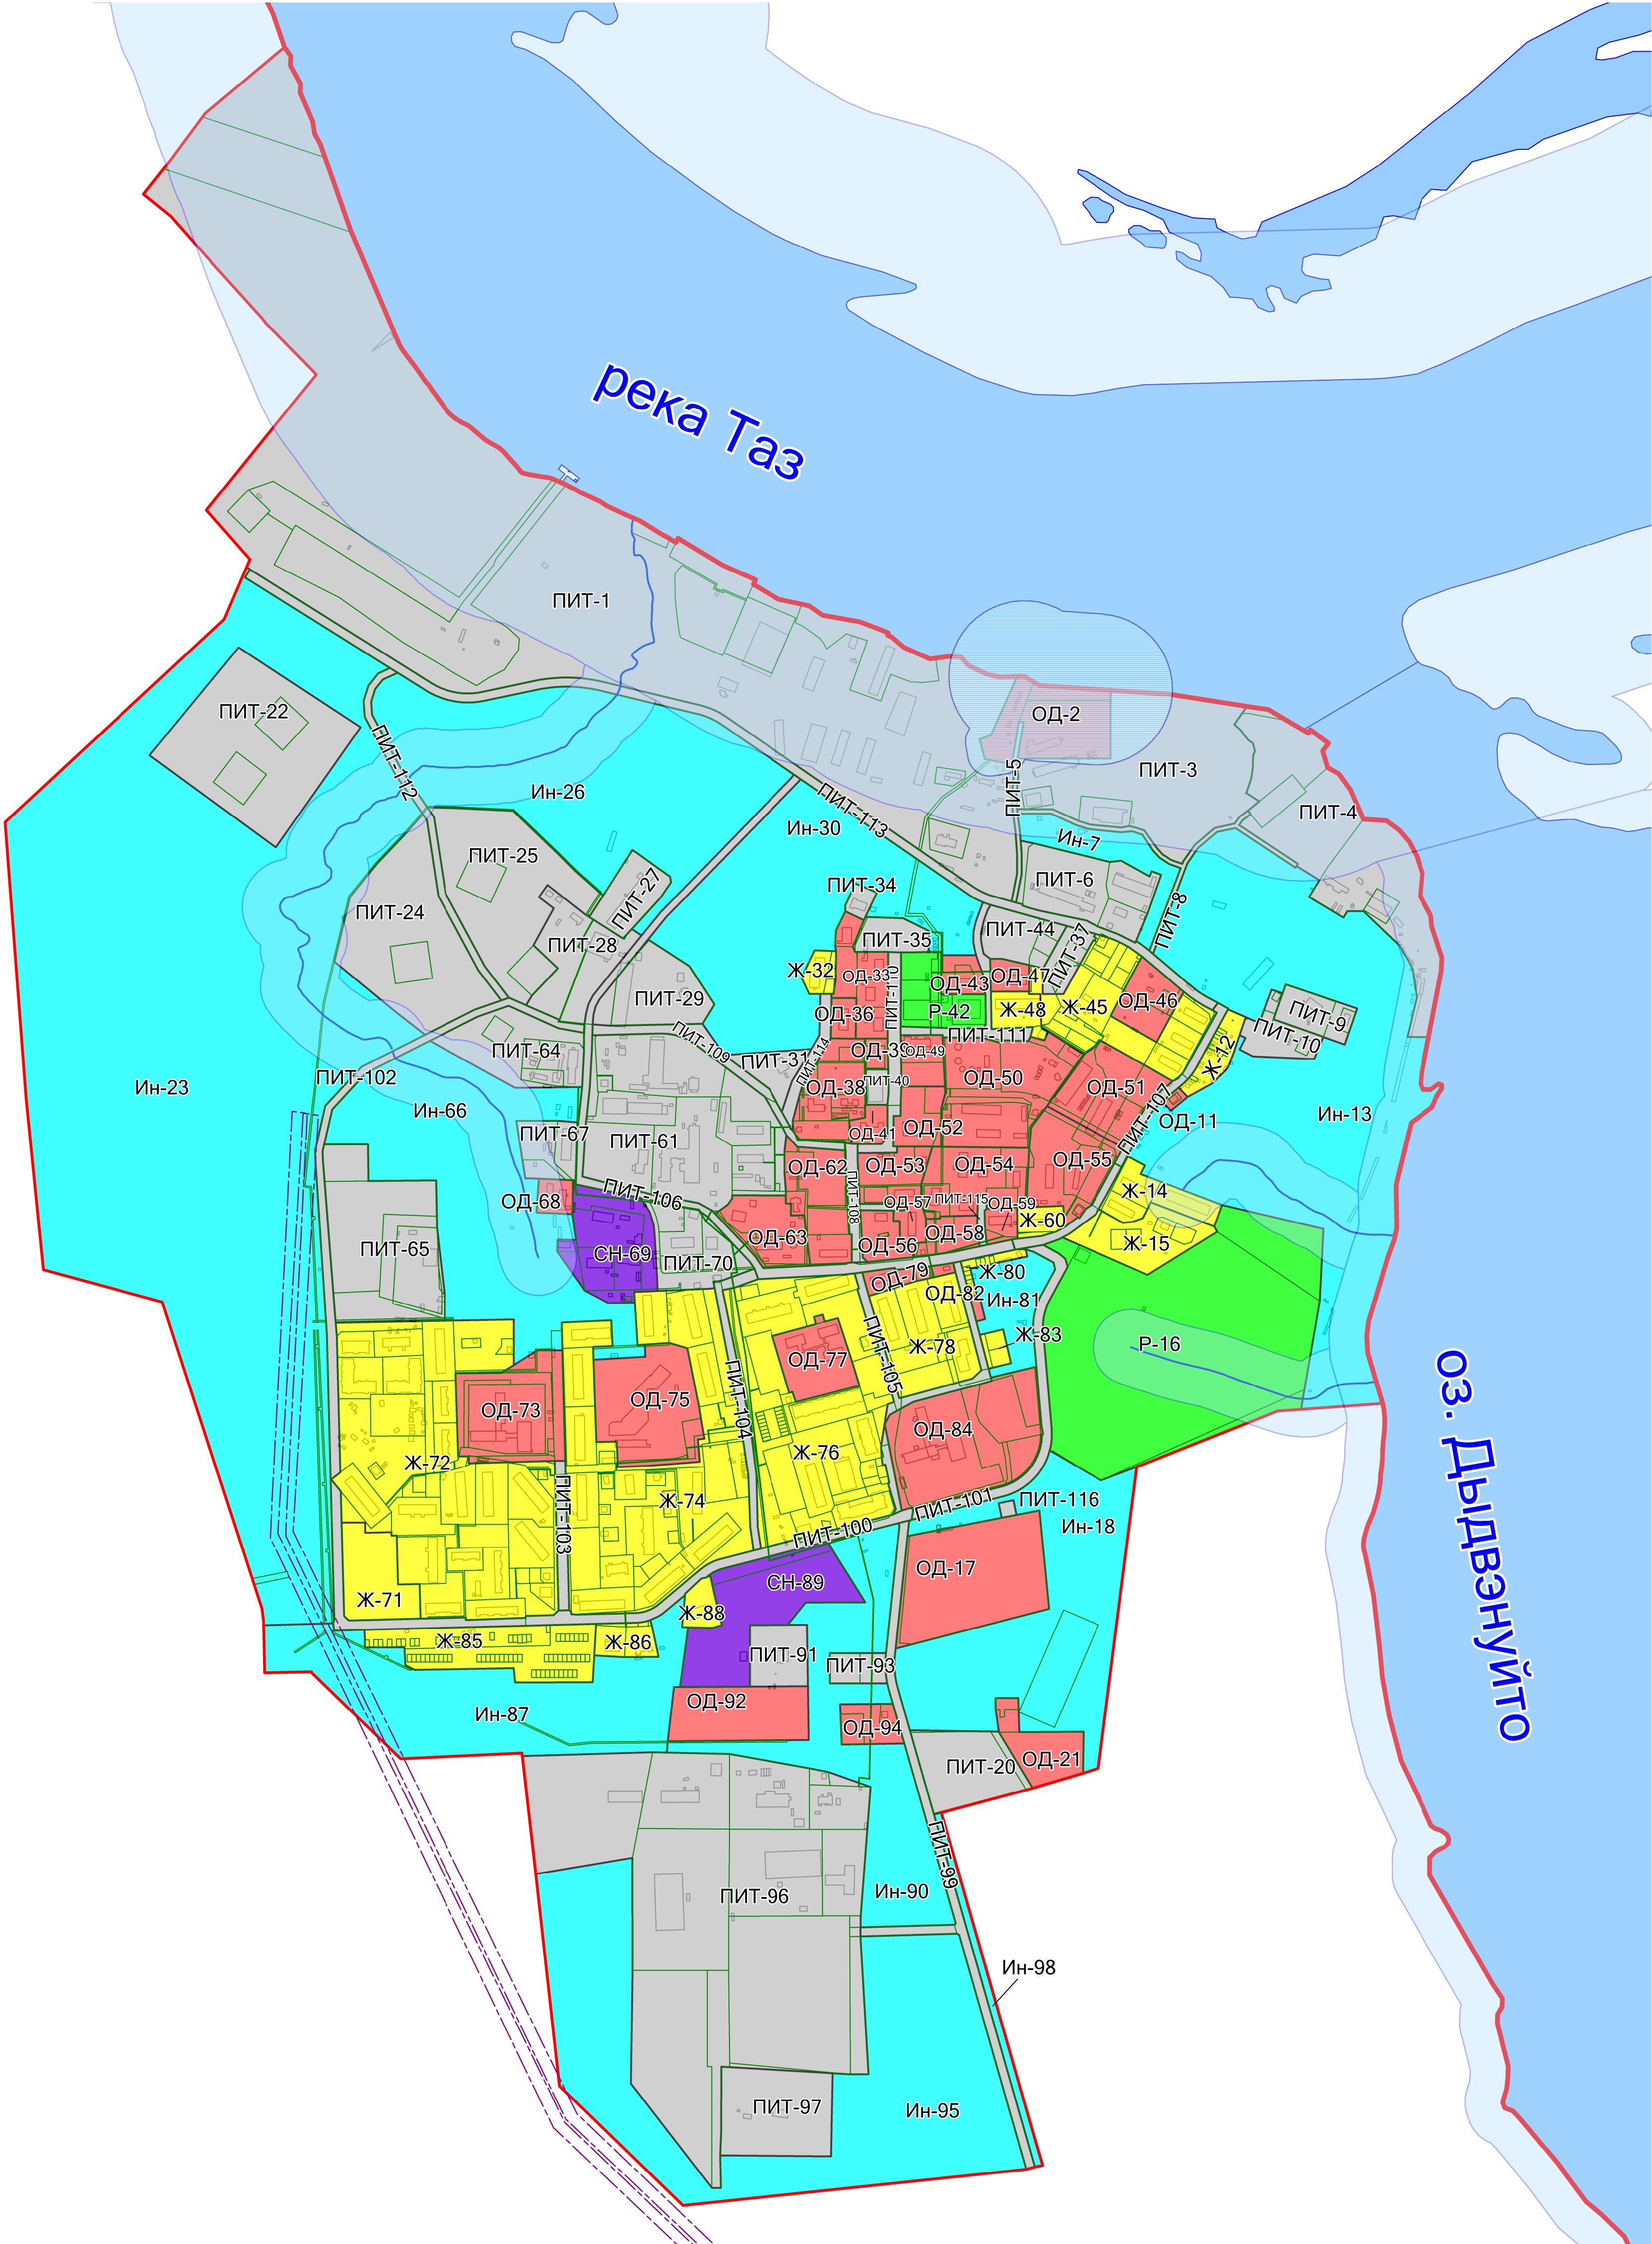 река Таз
ПИТ-1
ОД-2
ПИТ-22
ПИТ-112
ПИТ-5
ПИТ-3
Ин-26
ПИТ-113
ПИТ-4
Ин-30
Ин-7
ПИТ-25
ПИТ-27
ПИТ-34
ПИТ-6
ПИТ-24
ПИТ-8
ПИТ-28
ПИТ-35
ПИТ-44
ПИТ-37
Ж-32
ОД-33
ПИТ-110
ОД-43
ОД-47
ПИТ-29
ОД-36
Р-42
Ж-48
Ж-45
ОД-46
ПИТ-9
ПИТ-10
ПИТ-109
ПИТ-111
ПИТ-64
ПИТ-31
ПИТ-114
ОД-39
ОД-49
Ж-12
ПИТ-102
Ин-23
ОД-38
ПИТ-40
ОД-50
ОД-51
ПИТ-107
Ин-66
ОД-11
Ин-13
ПИТ-67
ПИТ-61
ОД-41
ОД-52
ОД-62
ОД-53
ОД-54
ОД-55
ОД-68
ПИТ-106
ПИТ-108
ОД-57
ПИТ-115
ОД-59
Ж-14
Ж-60
ПИТ-65
СН-69
ПИТ-70
ОД-63
ОД-56
ОД-58
Ж-15
ОД-79
Ж-80
ОД-82
Ин-81
Ж-83
Р-16
ПИТ-105
Ж-78
ОД-77
ПИТ-104
ОД-73
ОД-75
ОД-84
оз. Дыдвэнуйто
Ж-72
Ж-76
Ж-74
ПИТ-103
ПИТ-101
ПИТ-116
ПИТ-100
Ин-18
ОД-17
СН-89
Ж-71
Ж-88
Ж-85
Ж-86
ПИТ-91
ПИТ-93
ОД-92
Ин-87
ОД-94
ПИТ-20
ОД-21
ПИТ-99
ПИТ-96
Ин-90
Ин-98
ПИТ-97
Ин-95